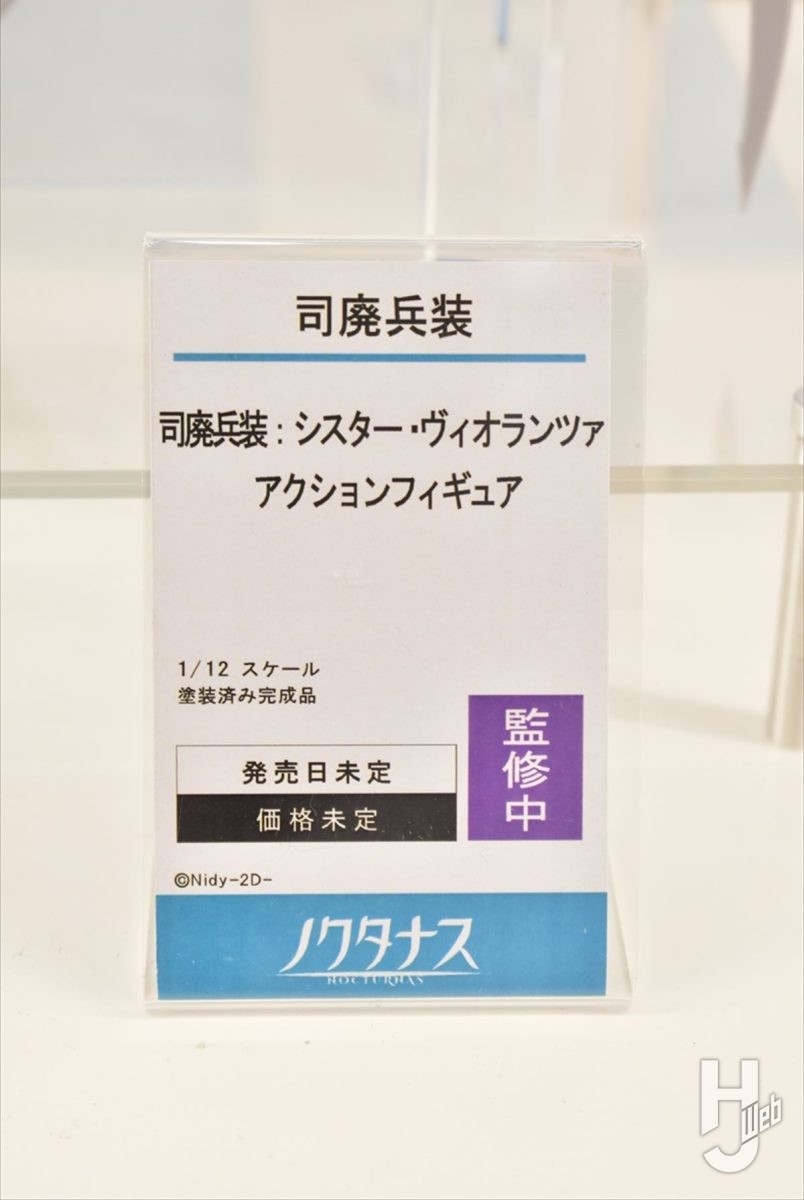 司廃兵装
司廃兵装：シスター・ヴィオランツァ
アクションフィギュア
1/12 スケール
塗装済み完成品
発売日未定
価格未定
監修中
©Nidy-2D-
ノクタナス
NOCTURNAS
HJ Web